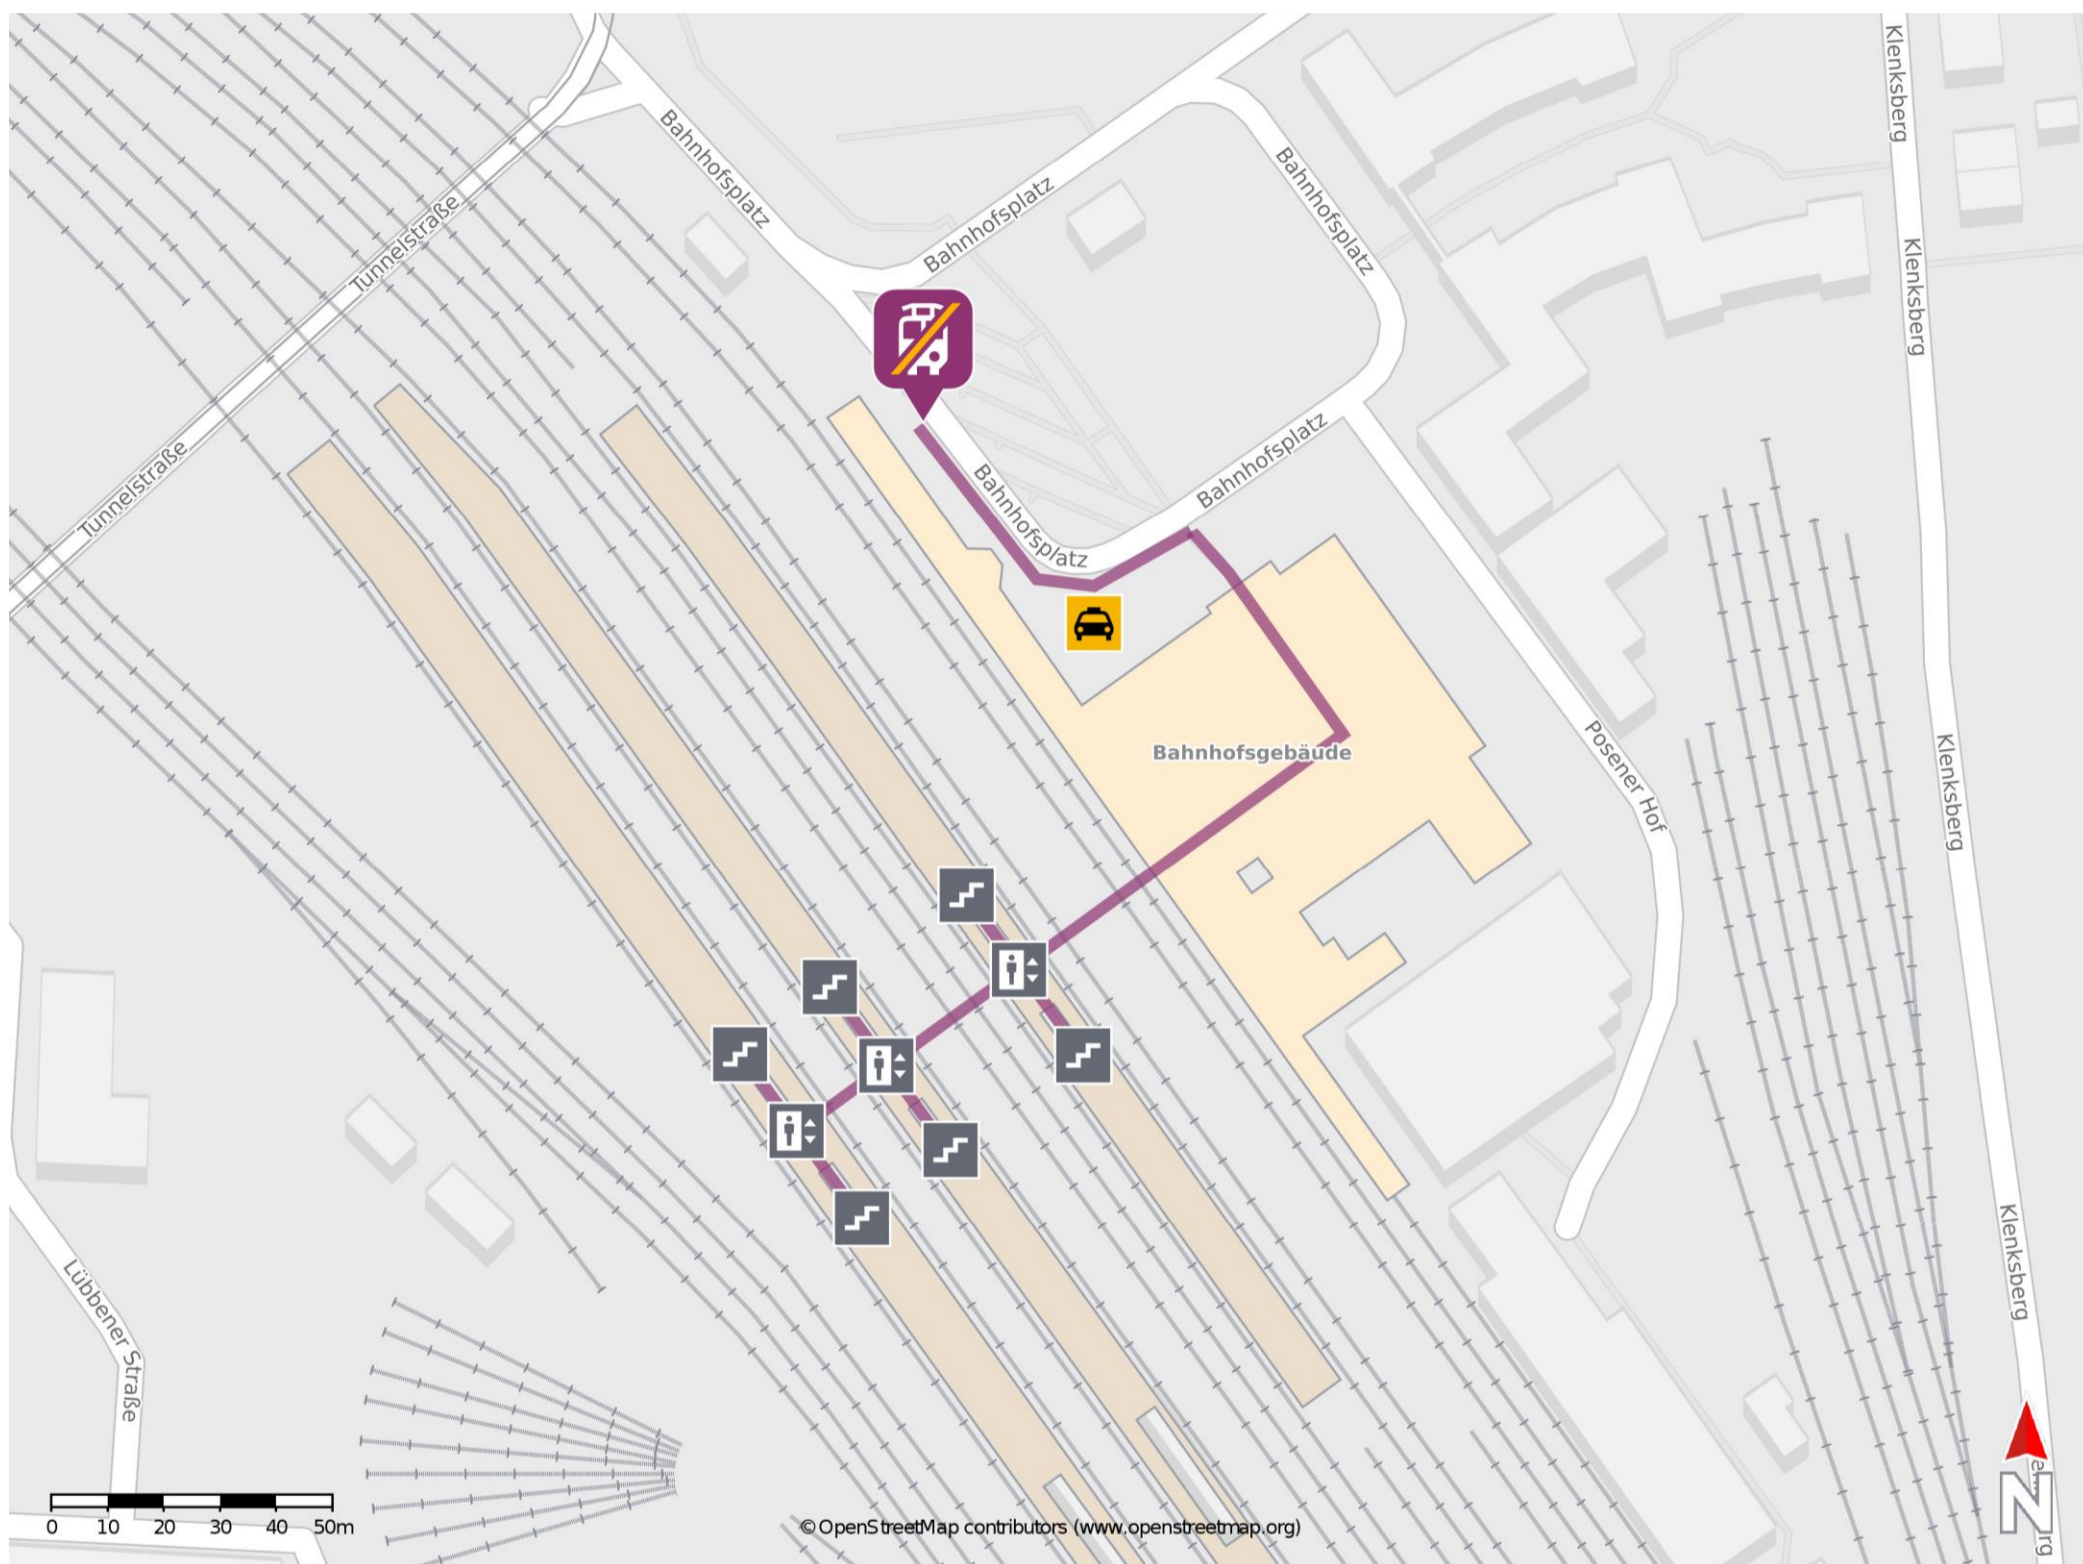 Klenksberg
Bahnhofsplatz
Bahnhofsplatz
Bahnhofsplatz
Tunnelstraße
Klenksberg
Tunnelstraße
Bahnhofsplatz
Bahnhofsplatz
Bahnhofsgebäude
Posener Hof
Klenksberg
Klenksberg
Lübbener Straße
N
0 10 20 30 40 50m
© OpenStreetMap contributors (www.openstreetmap.org)